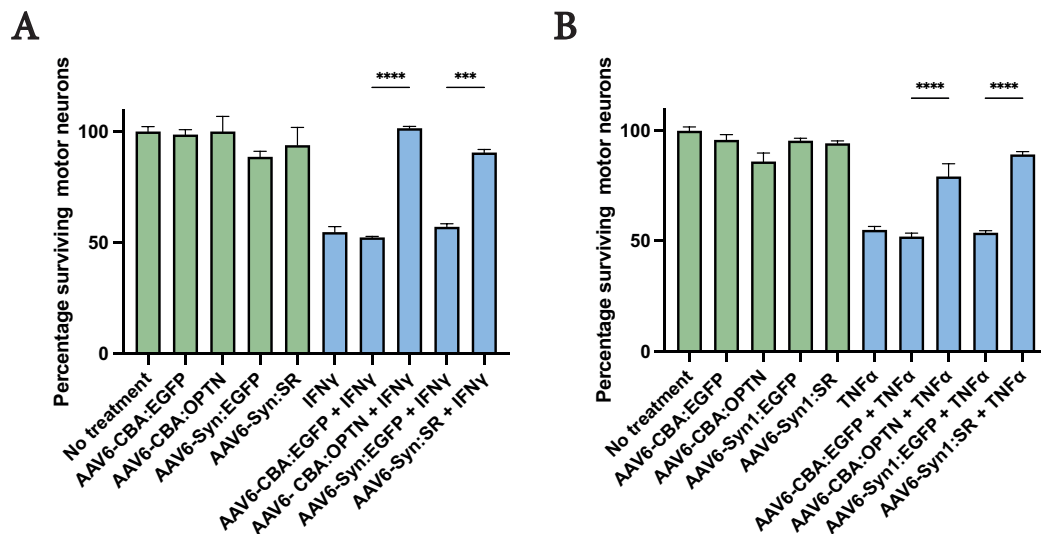 A
Percentage surviving motor neurons
100
50
0
****
***
No treatment
AAV6-CBA:EGFP
AAV6-CBA:OPTN
AAV6-Syn:EGFP
AAV6-Syn:SR
IFNγ
AAV6-CBA:EGFP + IFNγ
AAV6- CBA:OPTN + IFNγ
AAV6-Syn:EGFP + IFNγ
AAV6-Syn:SR + IFNγ
B
Percentage surviving motor neurons
100
50
0
****
****
No treatment
AAV6-CBA:EGFP
AAV6-CBA:OPTN
AAV6-Syn1:EGFP
AAV6-Syn1:SR
TNFα
AAV6-CBA:EGFP + TNFα
AAV6-CBA:OPTN + TNFα
AAV6-Syn1:EGFP + TNFα
AAV6-Syn1:SR + TNFα